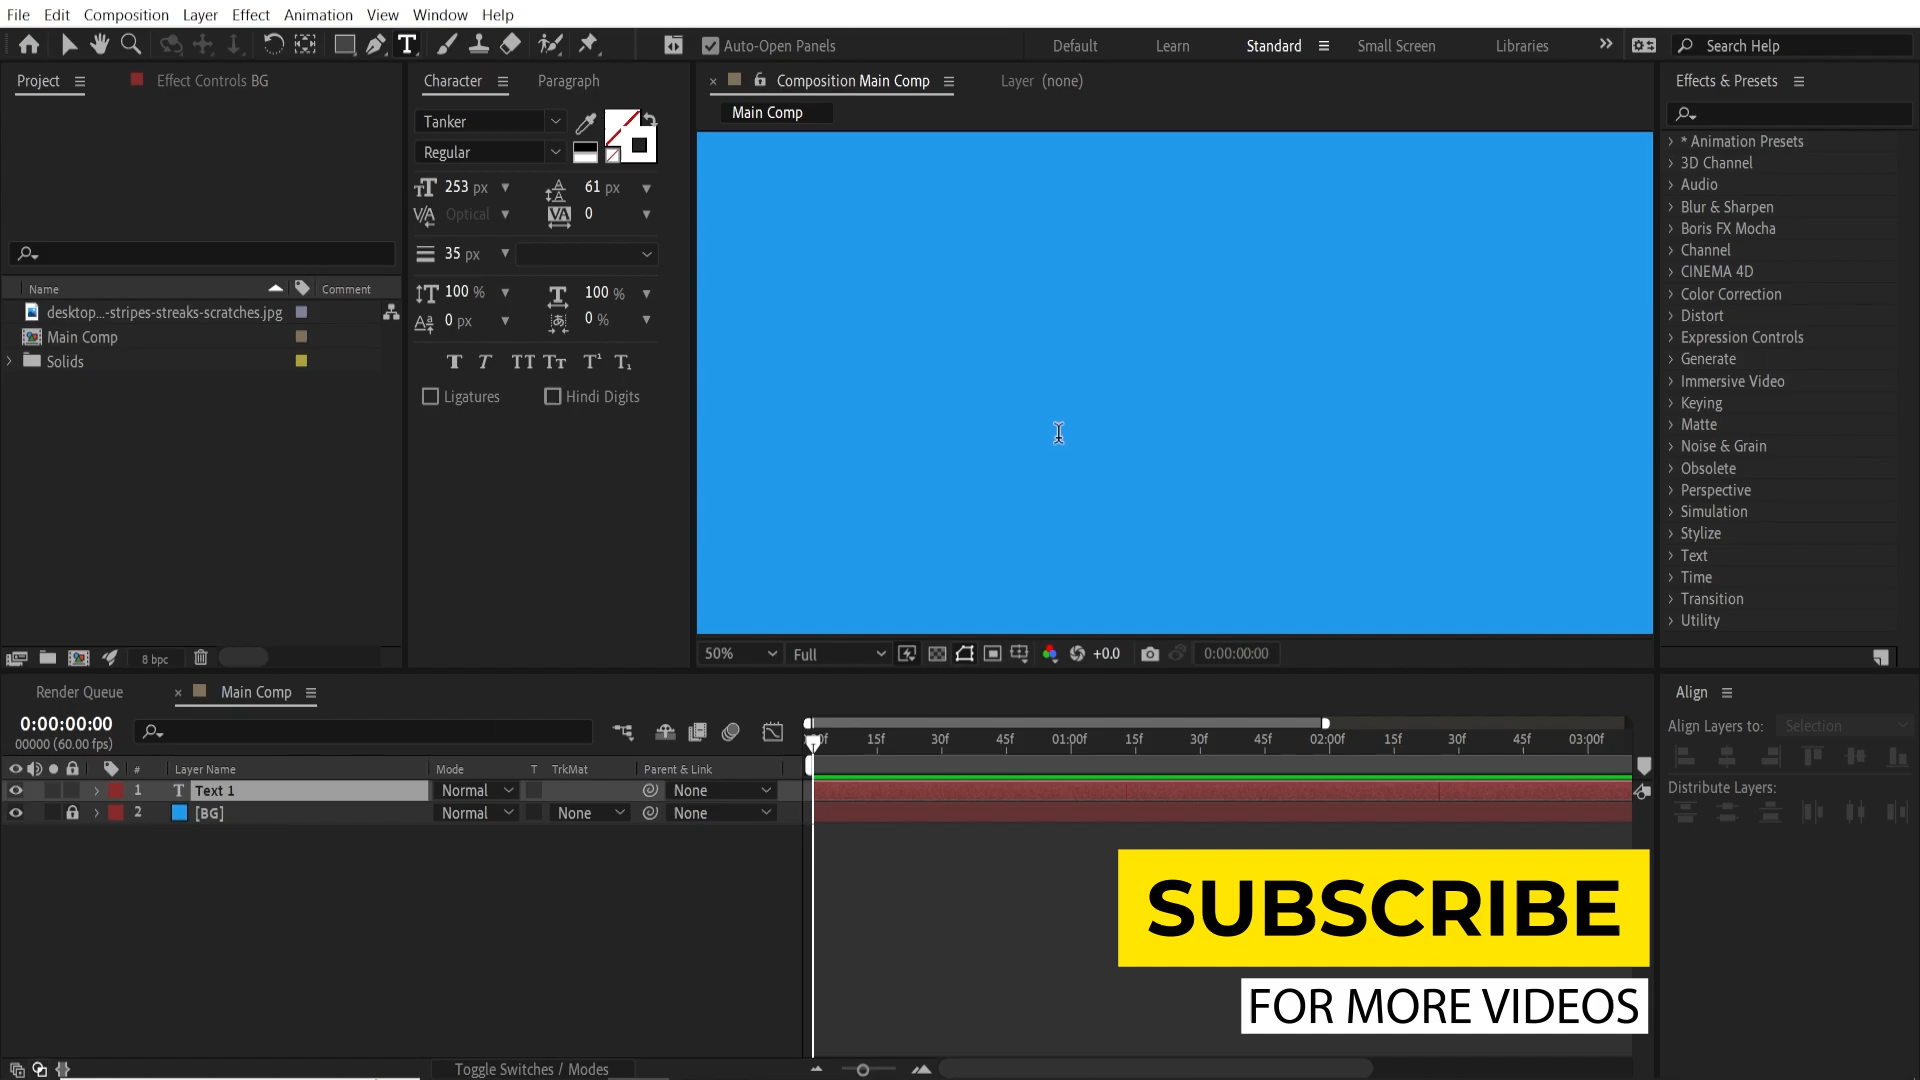 File Edit Composition Layer Effect Animation View Window Help
Auto-Open Panels Default Learn Standard Small Screen Libraries Search Help
Project Effect Controls BG
Name Comment
desktop...-stripes-streaks-scratches.jpg
Main Comp
Solids
8 bpc
Character Paragraph
Tanker
Regular
253 px 61 px
Optical 0
35 px
100 % 100 %
0 px 0 %
T T TT Tt T¹ T₁
Ligatures Hindi Digits
Composition Main Comp Layer (none)
Main Comp
50% Full +0.0 0:00:00:00
Effects & Presets
* Animation Presets
3D Channel
Audio
Blur & Sharpen
Boris FX Mocha
Channel
CINEMA 4D
Color Correction
Distort
Expression Controls
Generate
Immersive Video
Keying
Matte
Noise & Grain
Obsolete
Perspective
Simulation
Stylize
Text
Time
Transition
Utility
Render Queue Main Comp
0:00:00:00
00000 (60.00 fps)
15f 30f 45f 01:00f 15f 30f 45f 02:00f 15f 30f 45f 03:00f
# Layer Name Mode T TrkMat Parent & Link
1 T Text 1 Normal None
2 [BG] Normal None None
Toggle Switches / Modes
Align
Align Layers to: Selection
Distribute Layers:
SUBSCRIBE
FOR MORE VIDEOS